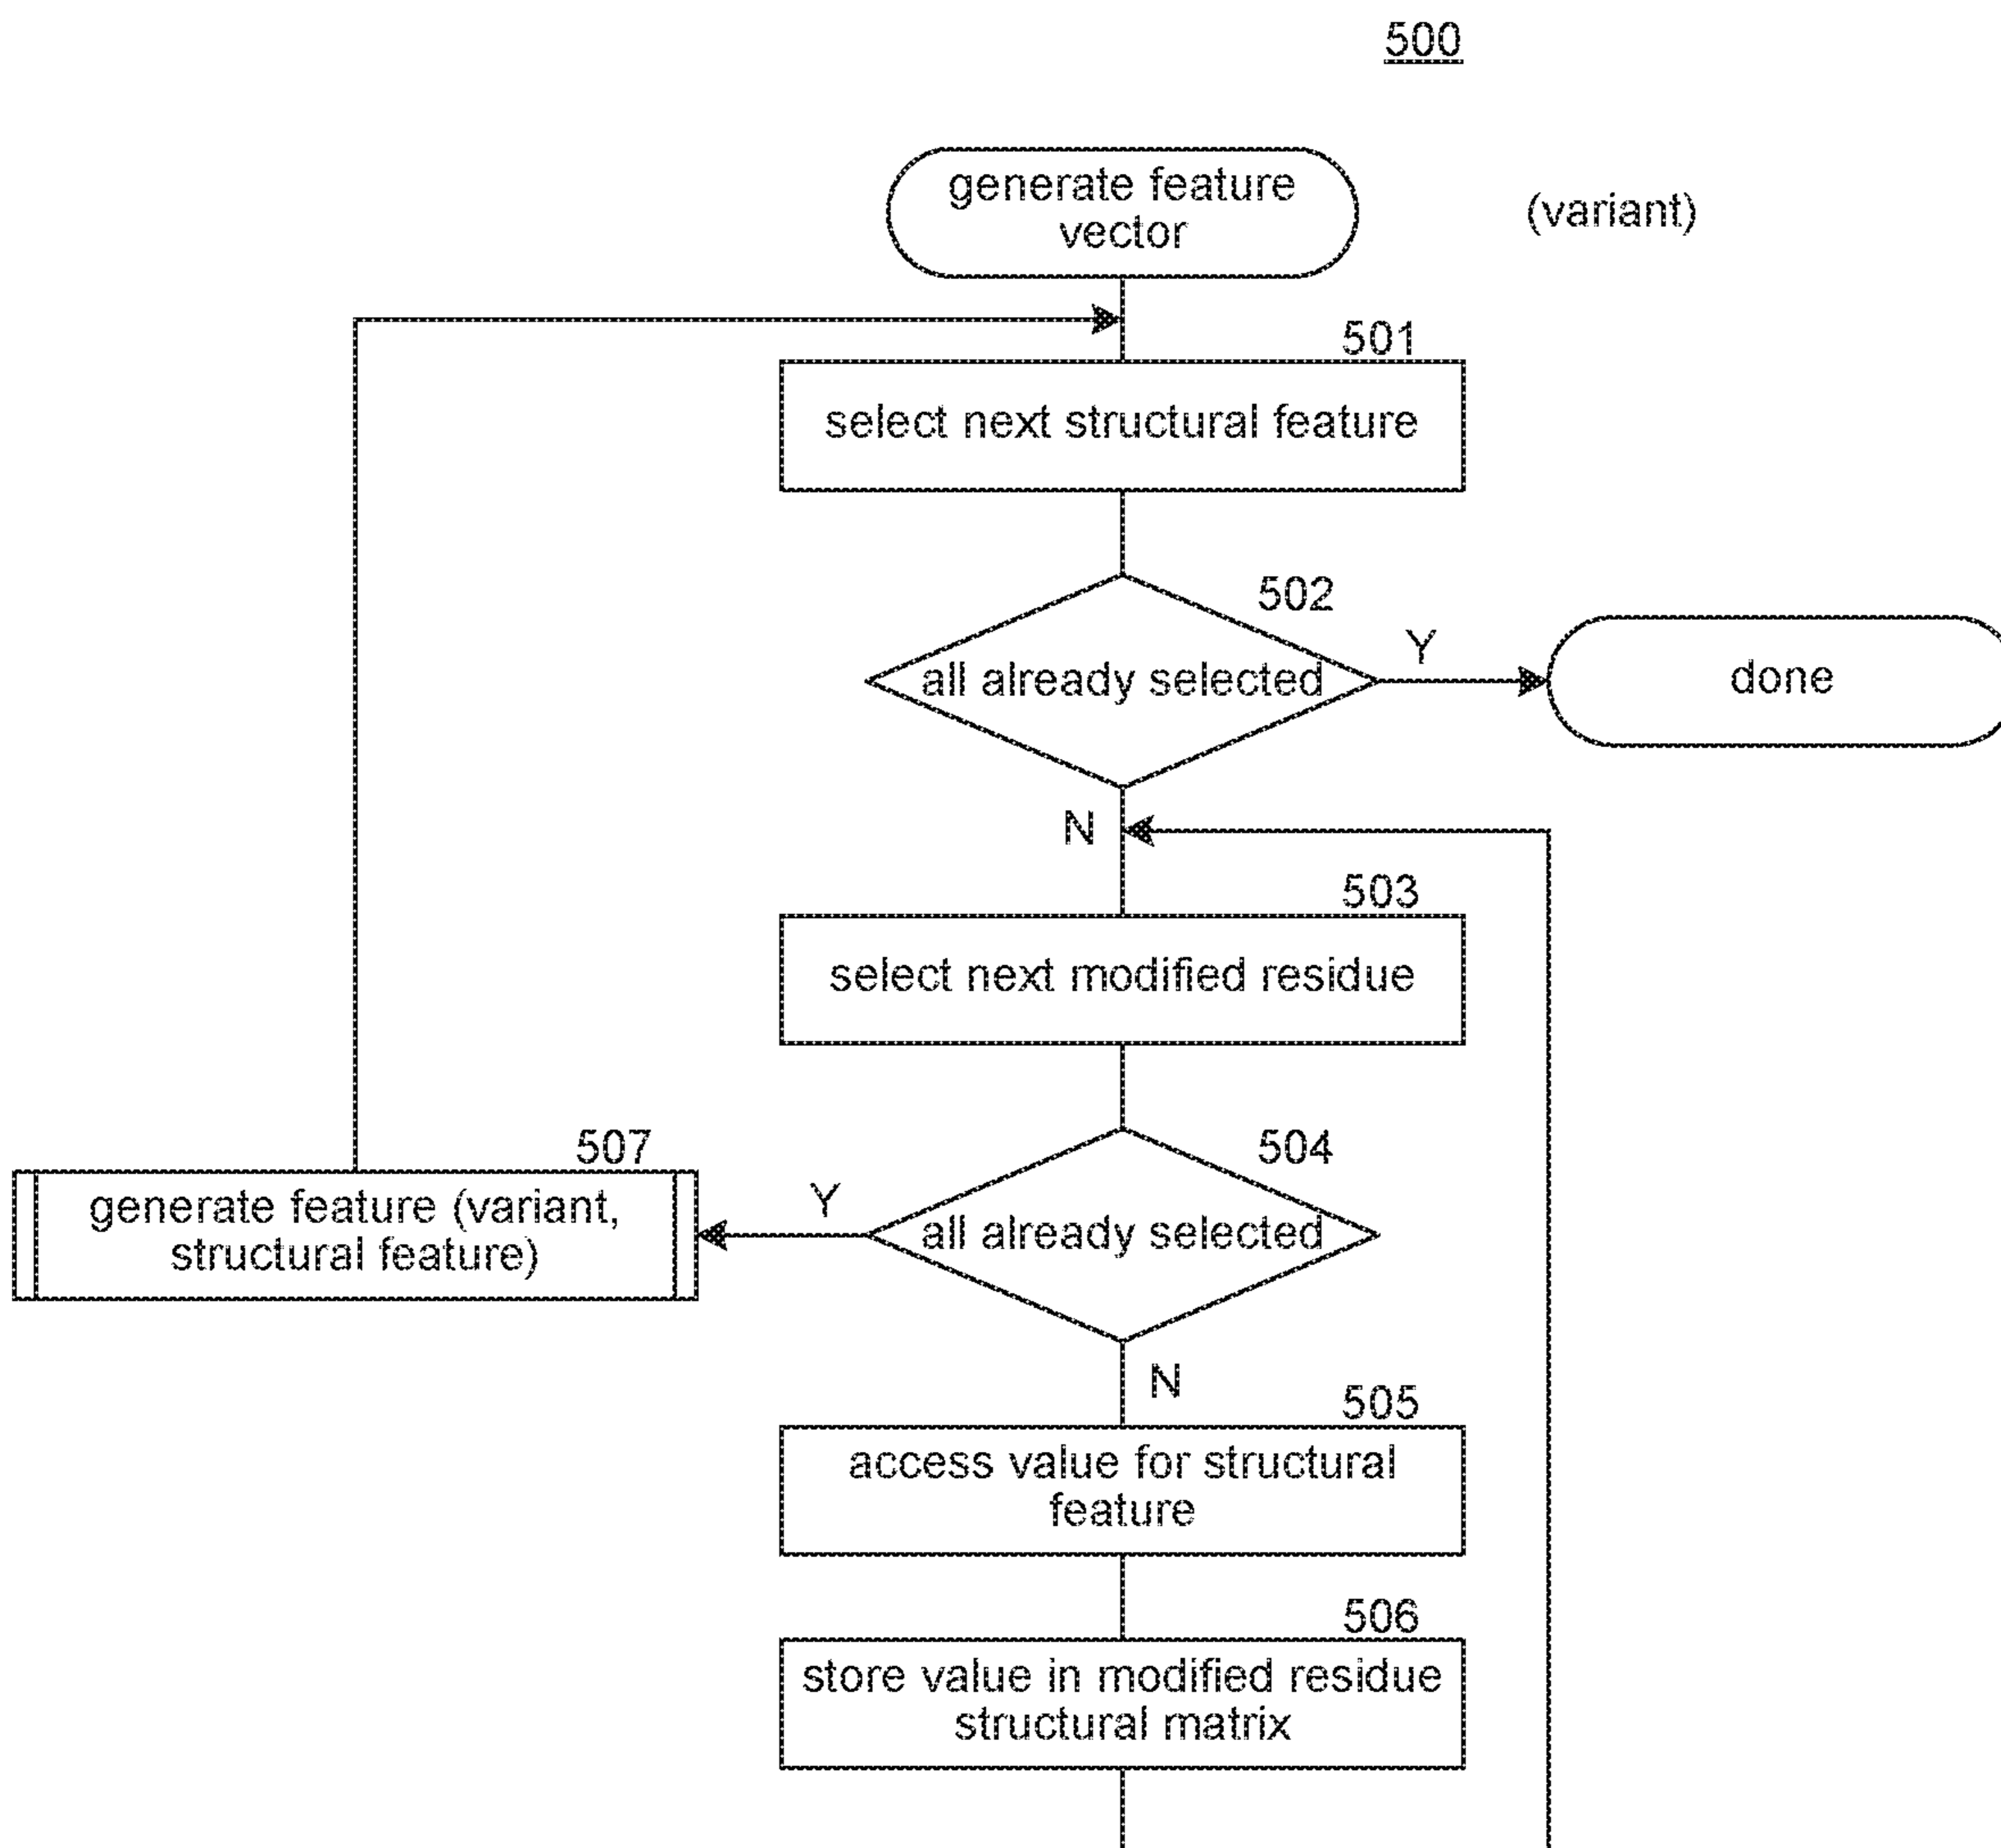 500
generate feature
vector
(variant)
501
select next structural feature
502
all already selected
Y
done
N
503
select next modified residue
504
all already selected
Y
507
generate feature (variant,
structural feature)
N
505
access value for structural
feature
506
store value in modified residue
structural matrix